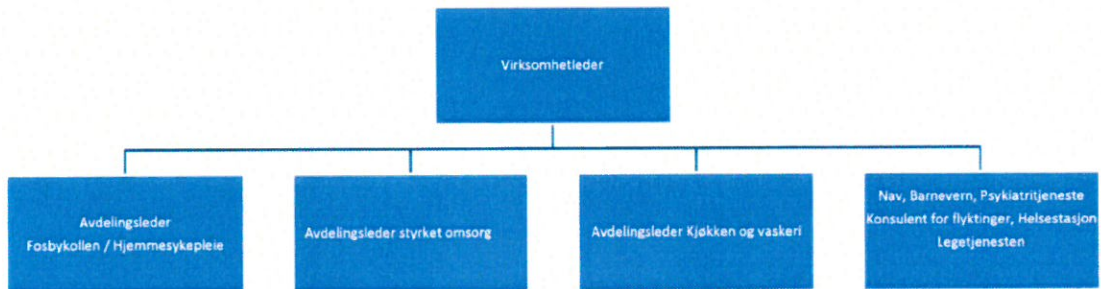 Virksomhetleder
Avdelingsleder
Fosbykollen / Hjemmesykepleie
Avdelingsleder styrket omsorg
Avdelingsleder Kjøkken og vaskeri
Nav, Barnevern, Psykiatritjeneste
Konsulent for flyktinger, Helsestasjon
Legetjenesten